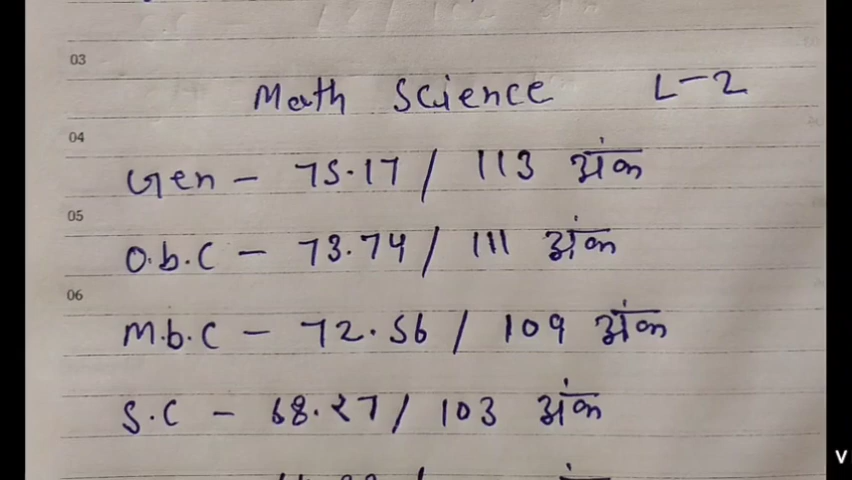 03
Math Science L-2
04
Gen - 75.17 / 113 अंक
05
O.b.C - 73.74 / 111 अंक
06
M.b.C - 72.56 / 109 अंक
S.C - 68.27 / 103 अंक
V